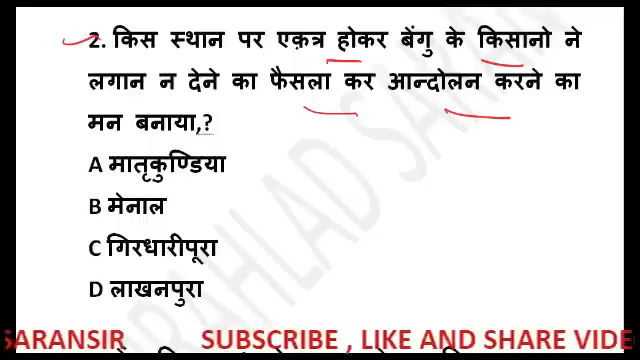 2. किस स्थान पर एक़त्र होकर बेंगु के किसानो ने
लगान न देने का फैसला कर आन्दोलन करने का
मन बनाया,?
A मातृकुण्डिया
B मेनाल
C गिरधारीपूरा
D लाखनपुरा
SARANSIR SUBSCRIBE , LIKE AND SHARE VIDE